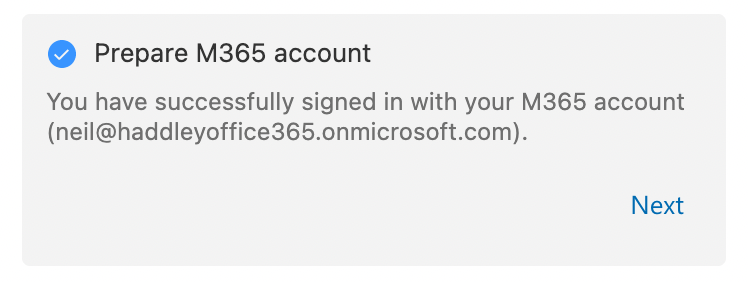 Prepare M365 account
You have successfully signed in with your M365 account
(neil@haddleyoffice365.onmicrosoft.com).
Next